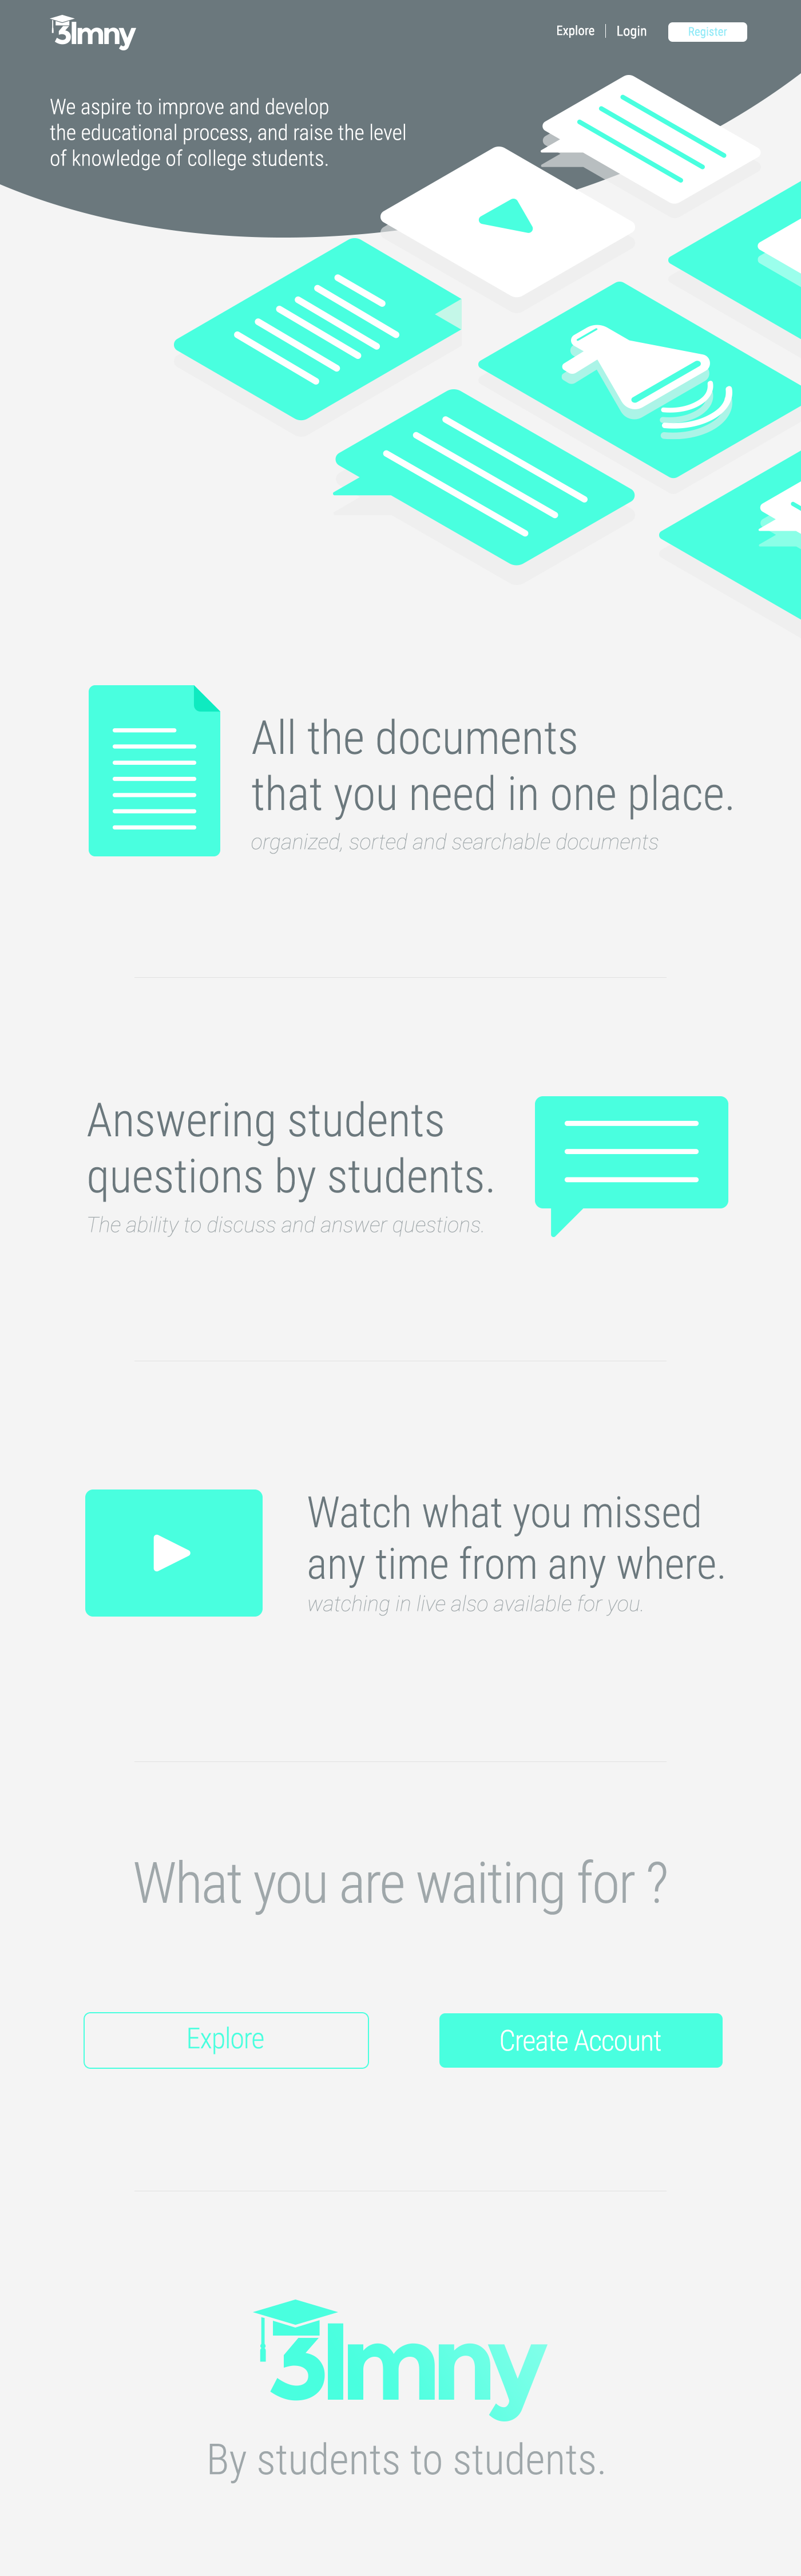 3lmny
Explore
Login
Register
We aspire to improve and develop
the educational process, and raise the level
of knowledge of college students.
All the documents
that you need in one place.
organized, sorted and searchable documents
Answering students
questions by students.
The ability to discuss and answer questions.
Watch what you missed
any time from any where.
watching in live also available for you.
What you are waiting for ?
Explore
Create Account
3lmny
By students to students.